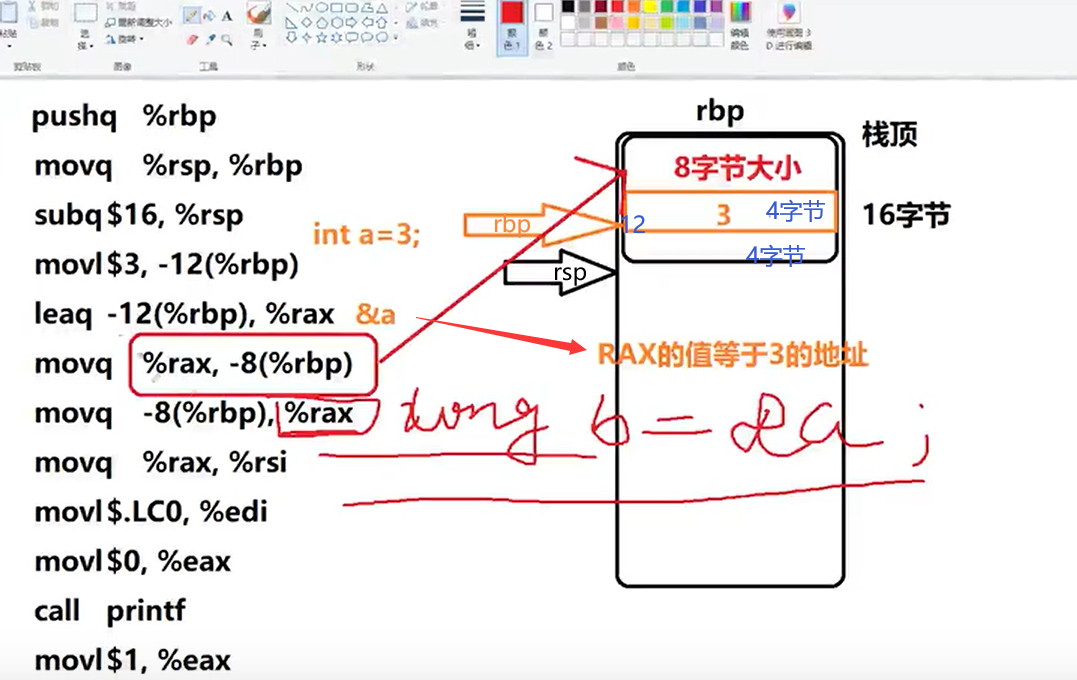 剪切
重新调整大小
旋转
选择
A
刷子
轮廓
填充
粗细
颜色 1
颜色 2
编辑颜色
使用画图 3D 进行编辑
剪贴板
图像
工具
形状
颜色
pushq %rbp
movq %rsp, %rbp
subq $16, %rsp
movl $3, -12(%rbp)
leaq -12(%rbp), %rax &a
movq %rax, -8(%rbp)
movq -8(%rbp), %rax
movq %rax, %rsi
movl $.LC0, %edi
movl $0, %eax
call printf
movl $1, %eax
int a=3;
rbp
rsp
rbp
栈顶
8字节大小
12 3 4字节
16字节
4字节
RAX的值等于3的地址
long b = &a ;